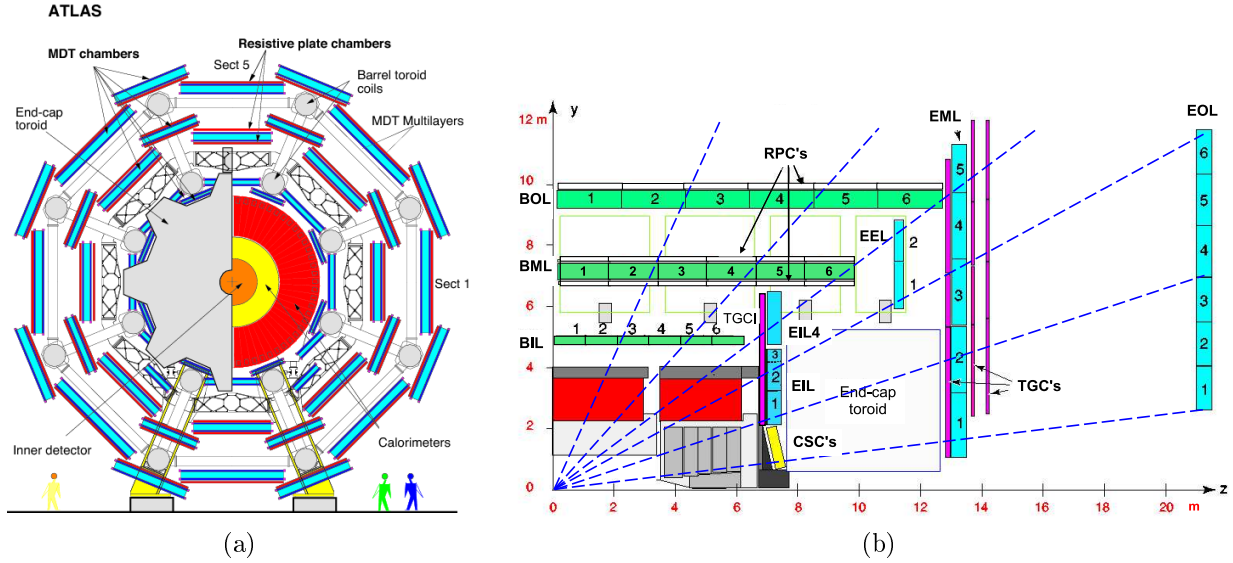 ATLAS
MDT chambers
Resistive plate chambers
Sect 5
Barrel toroid
coils
End-cap
toroid
MDT Multilayers
Sect 1
Inner detector
Calorimeters
(a)
12 m
y
10
8
6
4
2
0
0
2
4
6
8
10
12
14
16
18
20
m
z
RPC's
BOL
1 2 3 4 5 6
BML
1 2 3 4 5 6
BIL
1 2 3 4 5 6
EEL
2
1
TGCI
EIL4
EIL
3
2
1
CSC's
End-cap
toroid
EML
5
4
3
2
1
TGC's
EOL
6
5
4
3
2
1
(b)